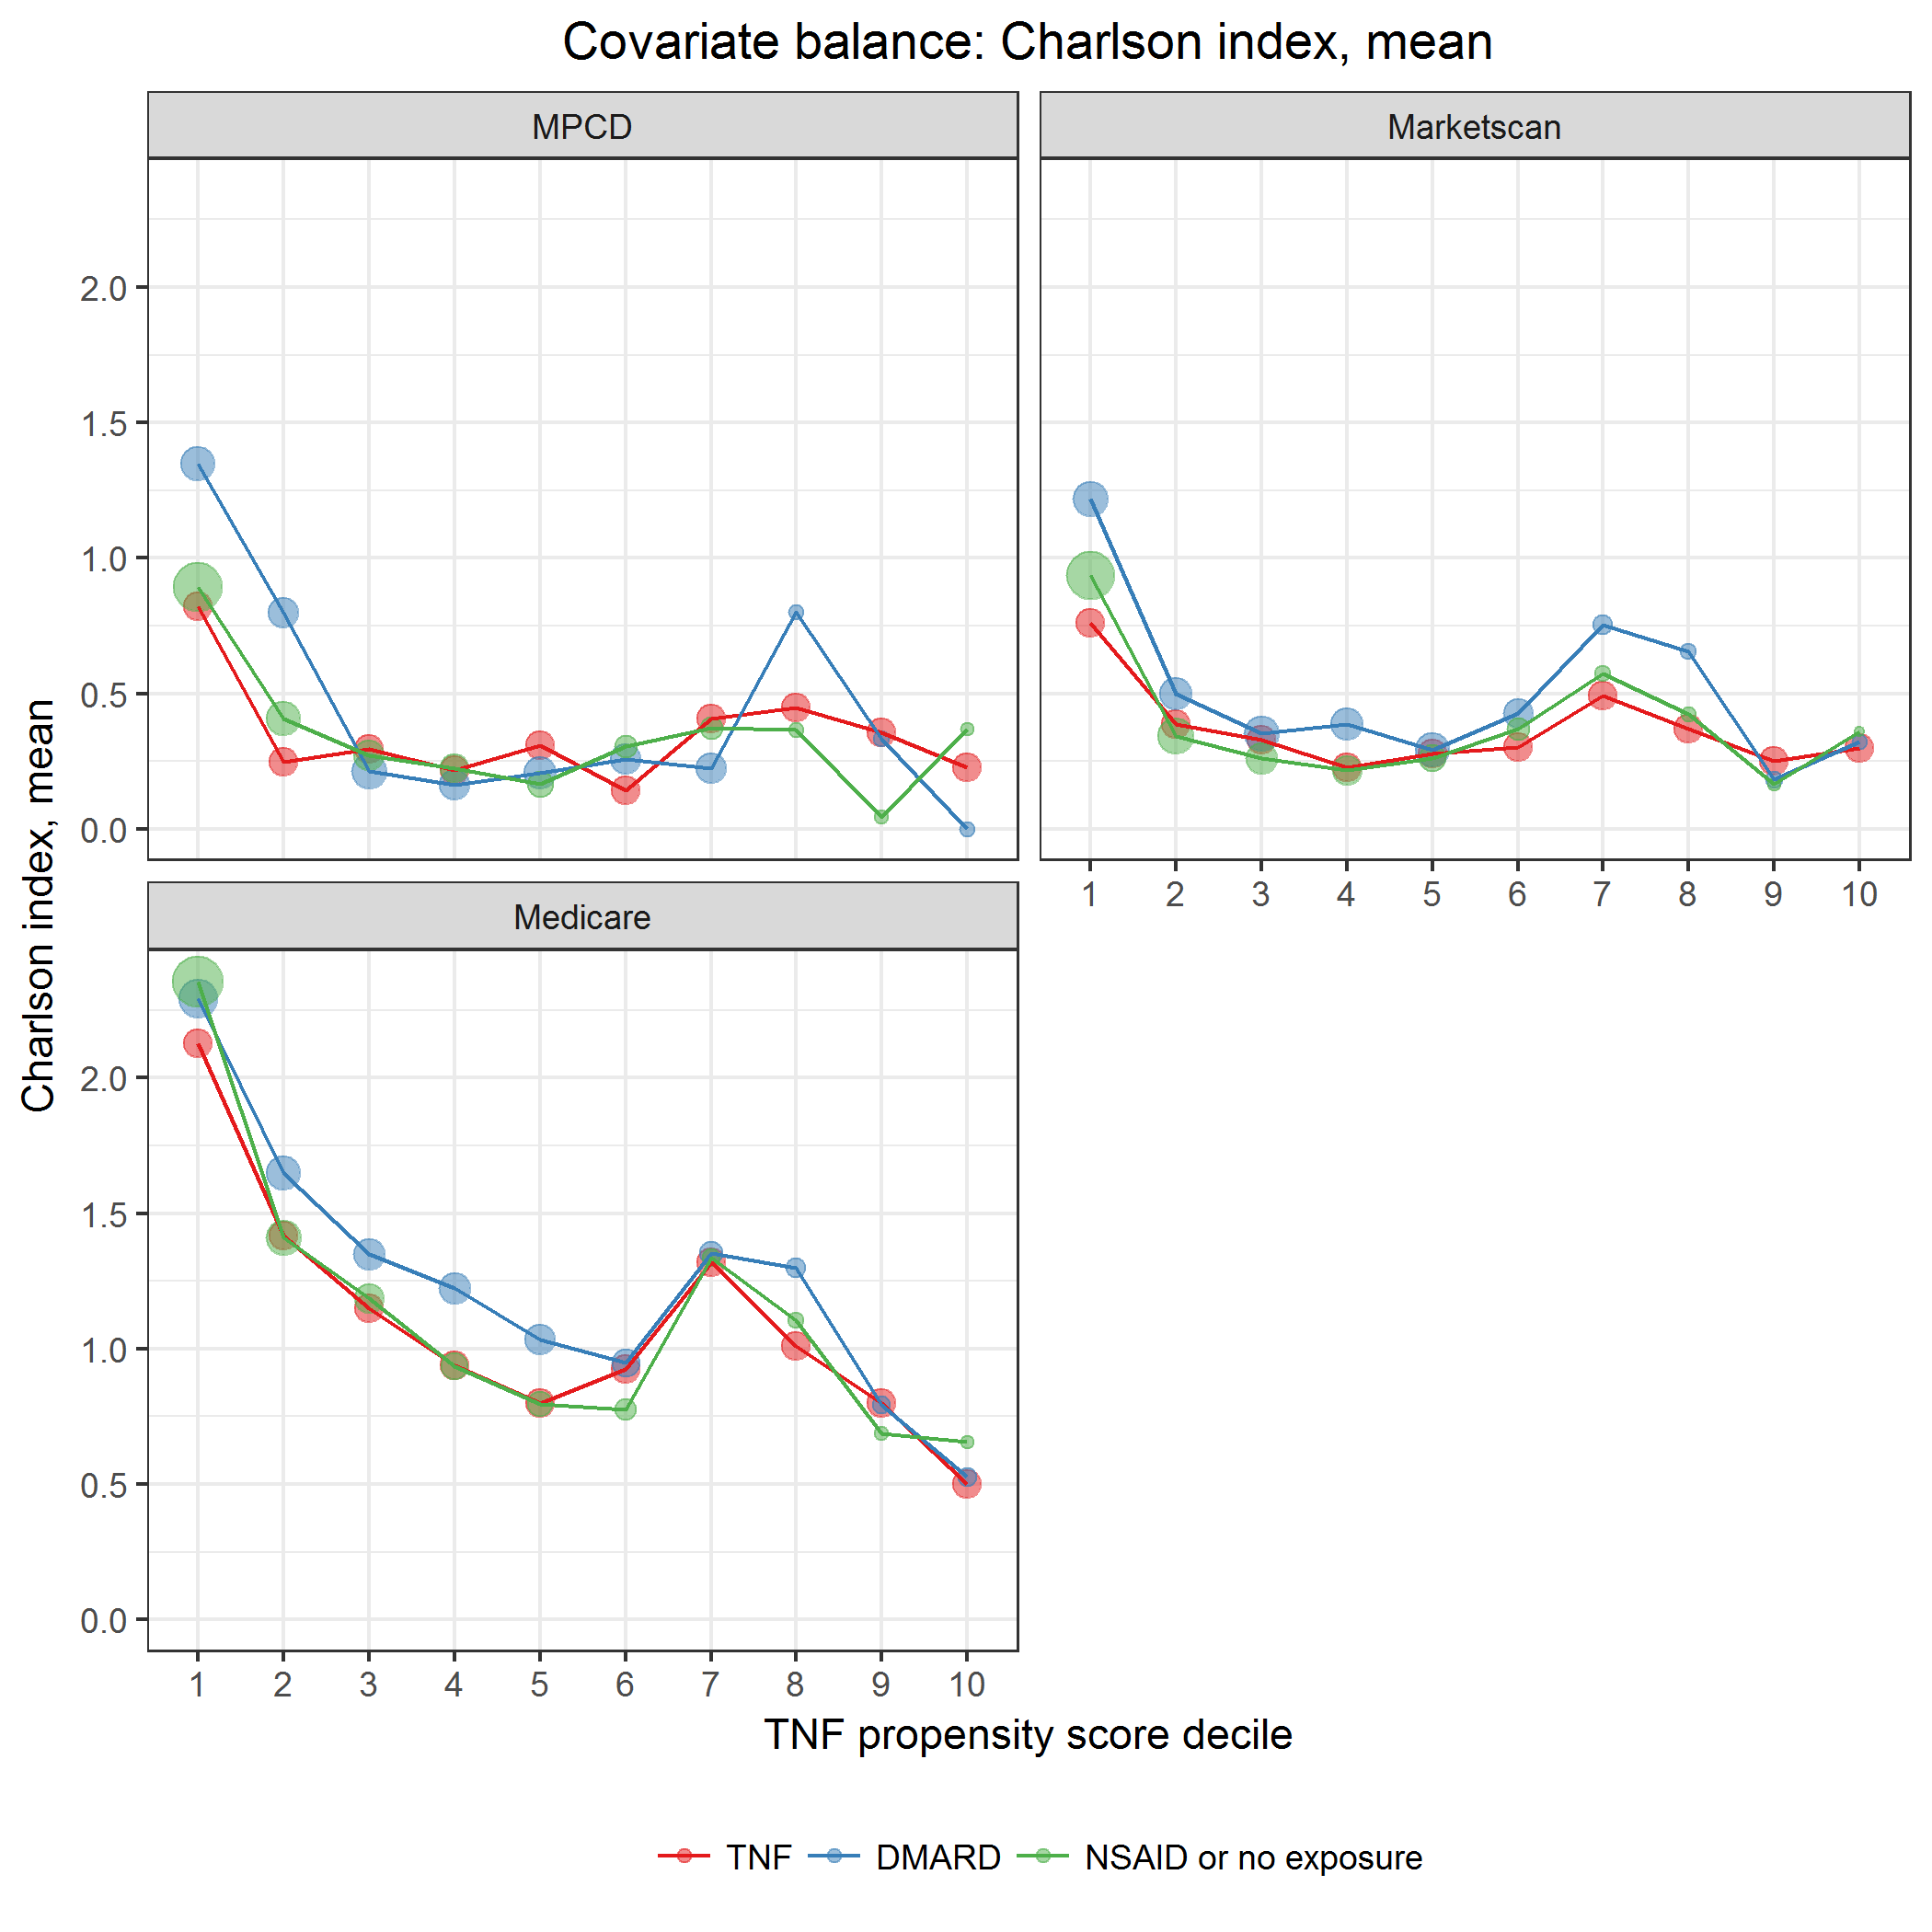 Covariate balance: Charlson index, mean
MPCD
Marketscan
2.0
1.5
1.0
0.5
0.0
1 2 3 4 5 6 7 8 9 10
Medicare
2.0
1.5
1.0
0.5
0.0
1 2 3 4 5 6 7 8 9 10
Charlson index, mean
TNF propensity score decile
TNF DMARD NSAID or no exposure